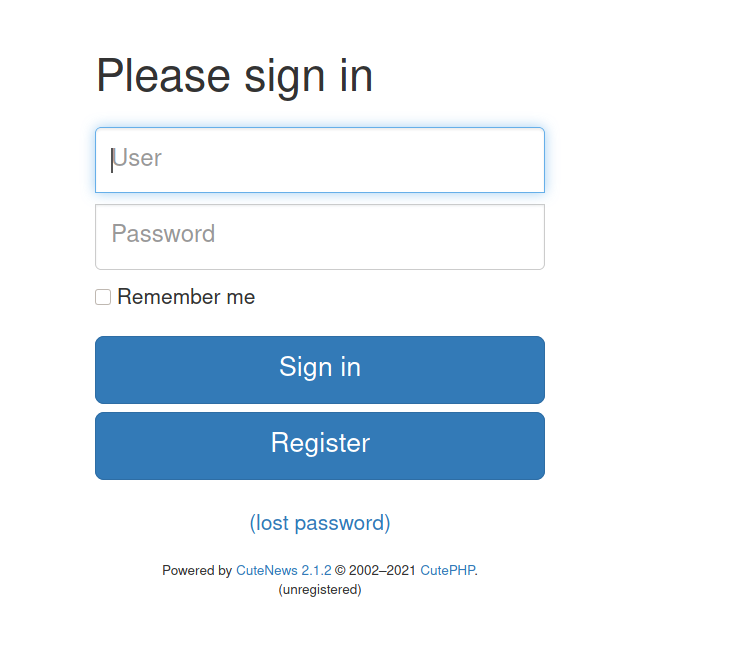 Please sign in
User
Password
Remember me
Sign in
Register
(lost password)
Powered by CuteNews 2.1.2 © 2002–2021 CutePHP.
(unregistered)